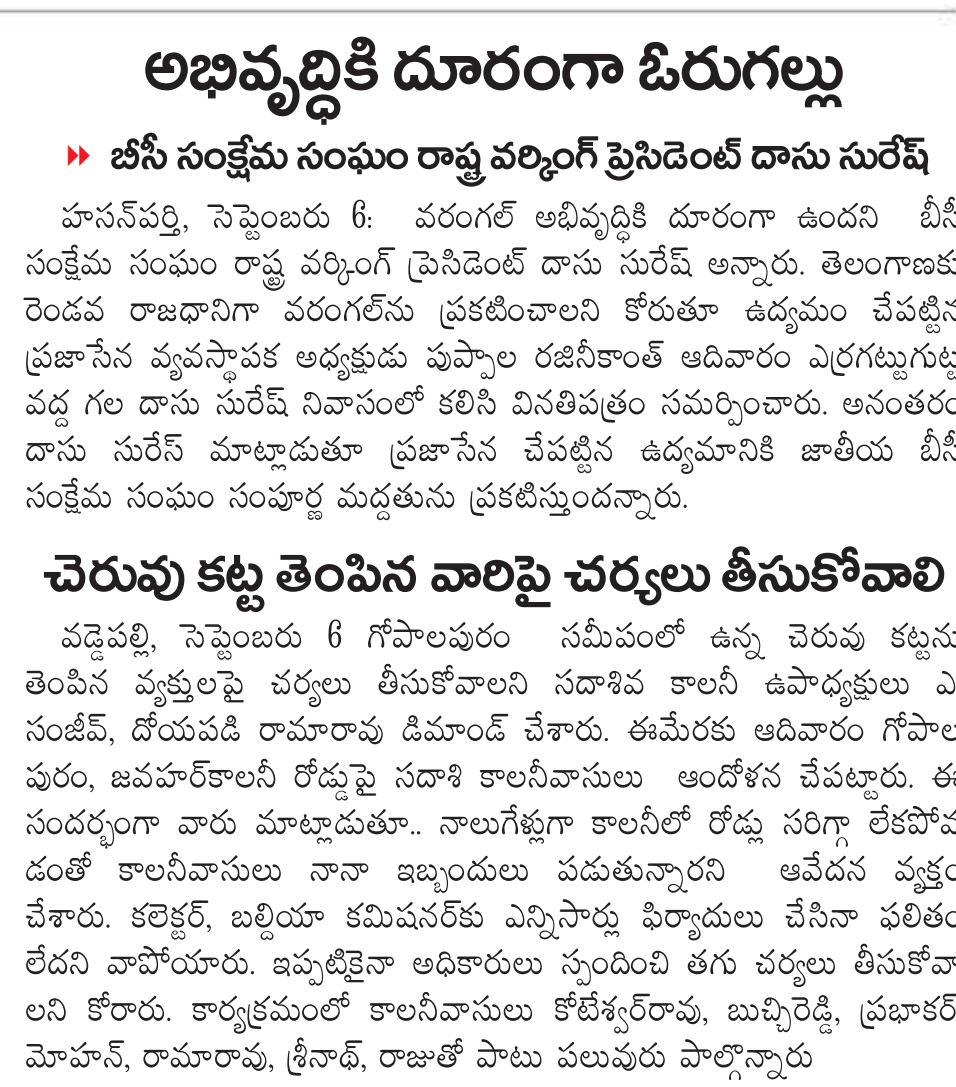 అభివృద్ధికి దూరంగా ఓరుగల్లు
బీసీ సంక్షేమ సంఘం రాష్ట్ర వర్కింగ్ ప్రెసిడెంట్ దాసు సురేష్
హసన్‌పర్తి, సెప్టెంబరు 6: వరంగల్ అభివృద్ధికి దూరంగా ఉందని బీసీ
సంక్షేమ సంఘం రాష్ట్ర వర్కింగ్ ప్రెసిడెంట్ దాసు సురేష్ అన్నారు. తెలంగాణకు
రెండవ రాజధానిగా వరంగల్‌ను ప్రకటించాలని కోరుతూ ఉద్యమం చేపట్టిన
ప్రజాసేన వ్యవస్థాపక అధ్యక్షుడు పుప్పాల రజినీకాంత్ ఆదివారం ఎర్రగట్టుగుట్ట
వద్ద గల దాసు సురేష్ నివాసంలో కలిసి వినతిపత్రం సమర్పించారు. అనంతరం
దాసు సురేస్ మాట్లాడుతూ ప్రజాసేన చేపట్టిన ఉద్యమానికి జాతీయ బీసీ
సంక్షేమ సంఘం సంపూర్ణ మద్దతును ప్రకటిస్తుందన్నారు.
చెరువు కట్ట తెంపిన వారిపై చర్యలు తీసుకోవాలి
వడ్డెపల్లి, సెప్టెంబరు 6 గోపాలపురం సమీపంలో ఉన్న చెరువు కట్టను
తెంపిన వ్యక్తులపై చర్యలు తీసుకోవాలని సదాశివ కాలనీ ఉపాధ్యక్షులు ఎ
సంజీవ్, దోయపడి రామారావు డిమాండ్ చేశారు. ఈమేరకు ఆదివారం గోపాల
పురం, జవహర్‌కాలనీ రోడ్డుపై సదాశి కాలనీవాసులు ఆందోళన చేపట్టారు. ఈ
సందర్భంగా వారు మాట్లాడుతూ.. నాలుగేళ్లుగా కాలనీలో రోడ్లు సరిగ్గా లేకపోవ
డంతో కాలనీవాసులు నానా ఇబ్బందులు పడుతున్నారని ఆవేదన వ్యక్తం
చేశారు. కలెక్టర్, బల్దియా కమిషనర్‌కు ఎన్నిసార్లు ఫిర్యాదులు చేసినా ఫలితం
లేదని వాపోయారు. ఇప్పటికైనా అధికారులు స్పందించి తగు చర్యలు తీసుకోవా
లని కోరారు. కార్యక్రమంలో కాలనీవాసులు కోటేశ్వర్‌రావు, బుచ్చిరెడ్డి, ప్రభాకర్
మోహన్, రామారావు, శ్రీనాథ్, రాజుతో పాటు పలువురు పాల్గొన్నారు